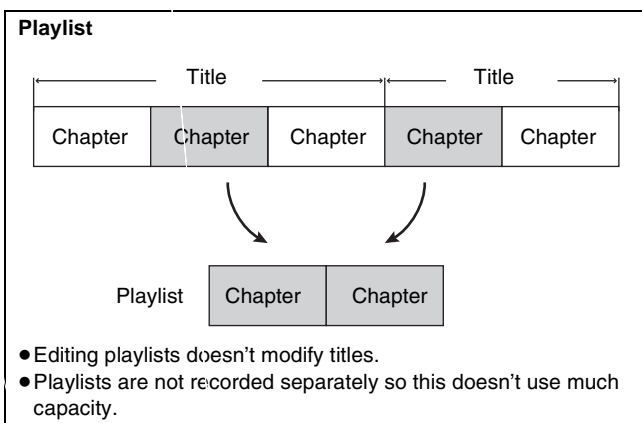 Playlist
Title Title
Chapter Chapter Chapter Chapter Chapter
Playlist Chapter Chapter
●Editing playlists doesn't modify titles.
●Playlists are not recorded separately so this doesn't use much
capacity.